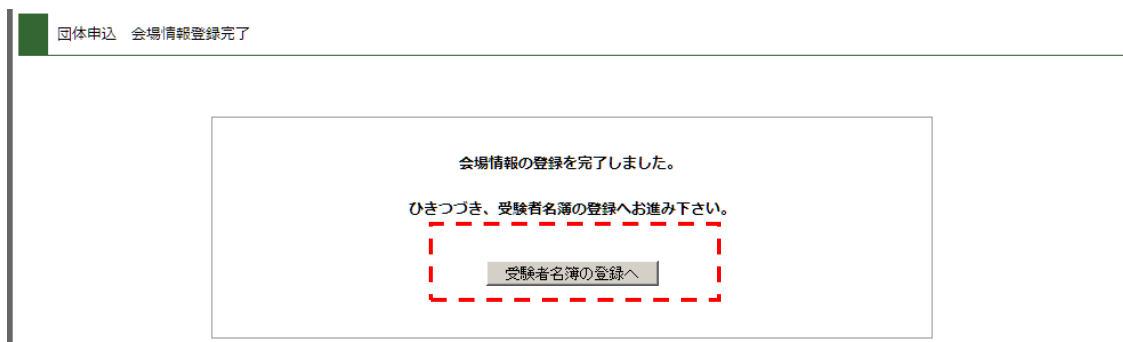 団体申込　会場情報登録完了
会場情報の登録を完了しました。
ひきつづき、受験者名簿の登録へお進み下さい。
受験者名簿の登録へ